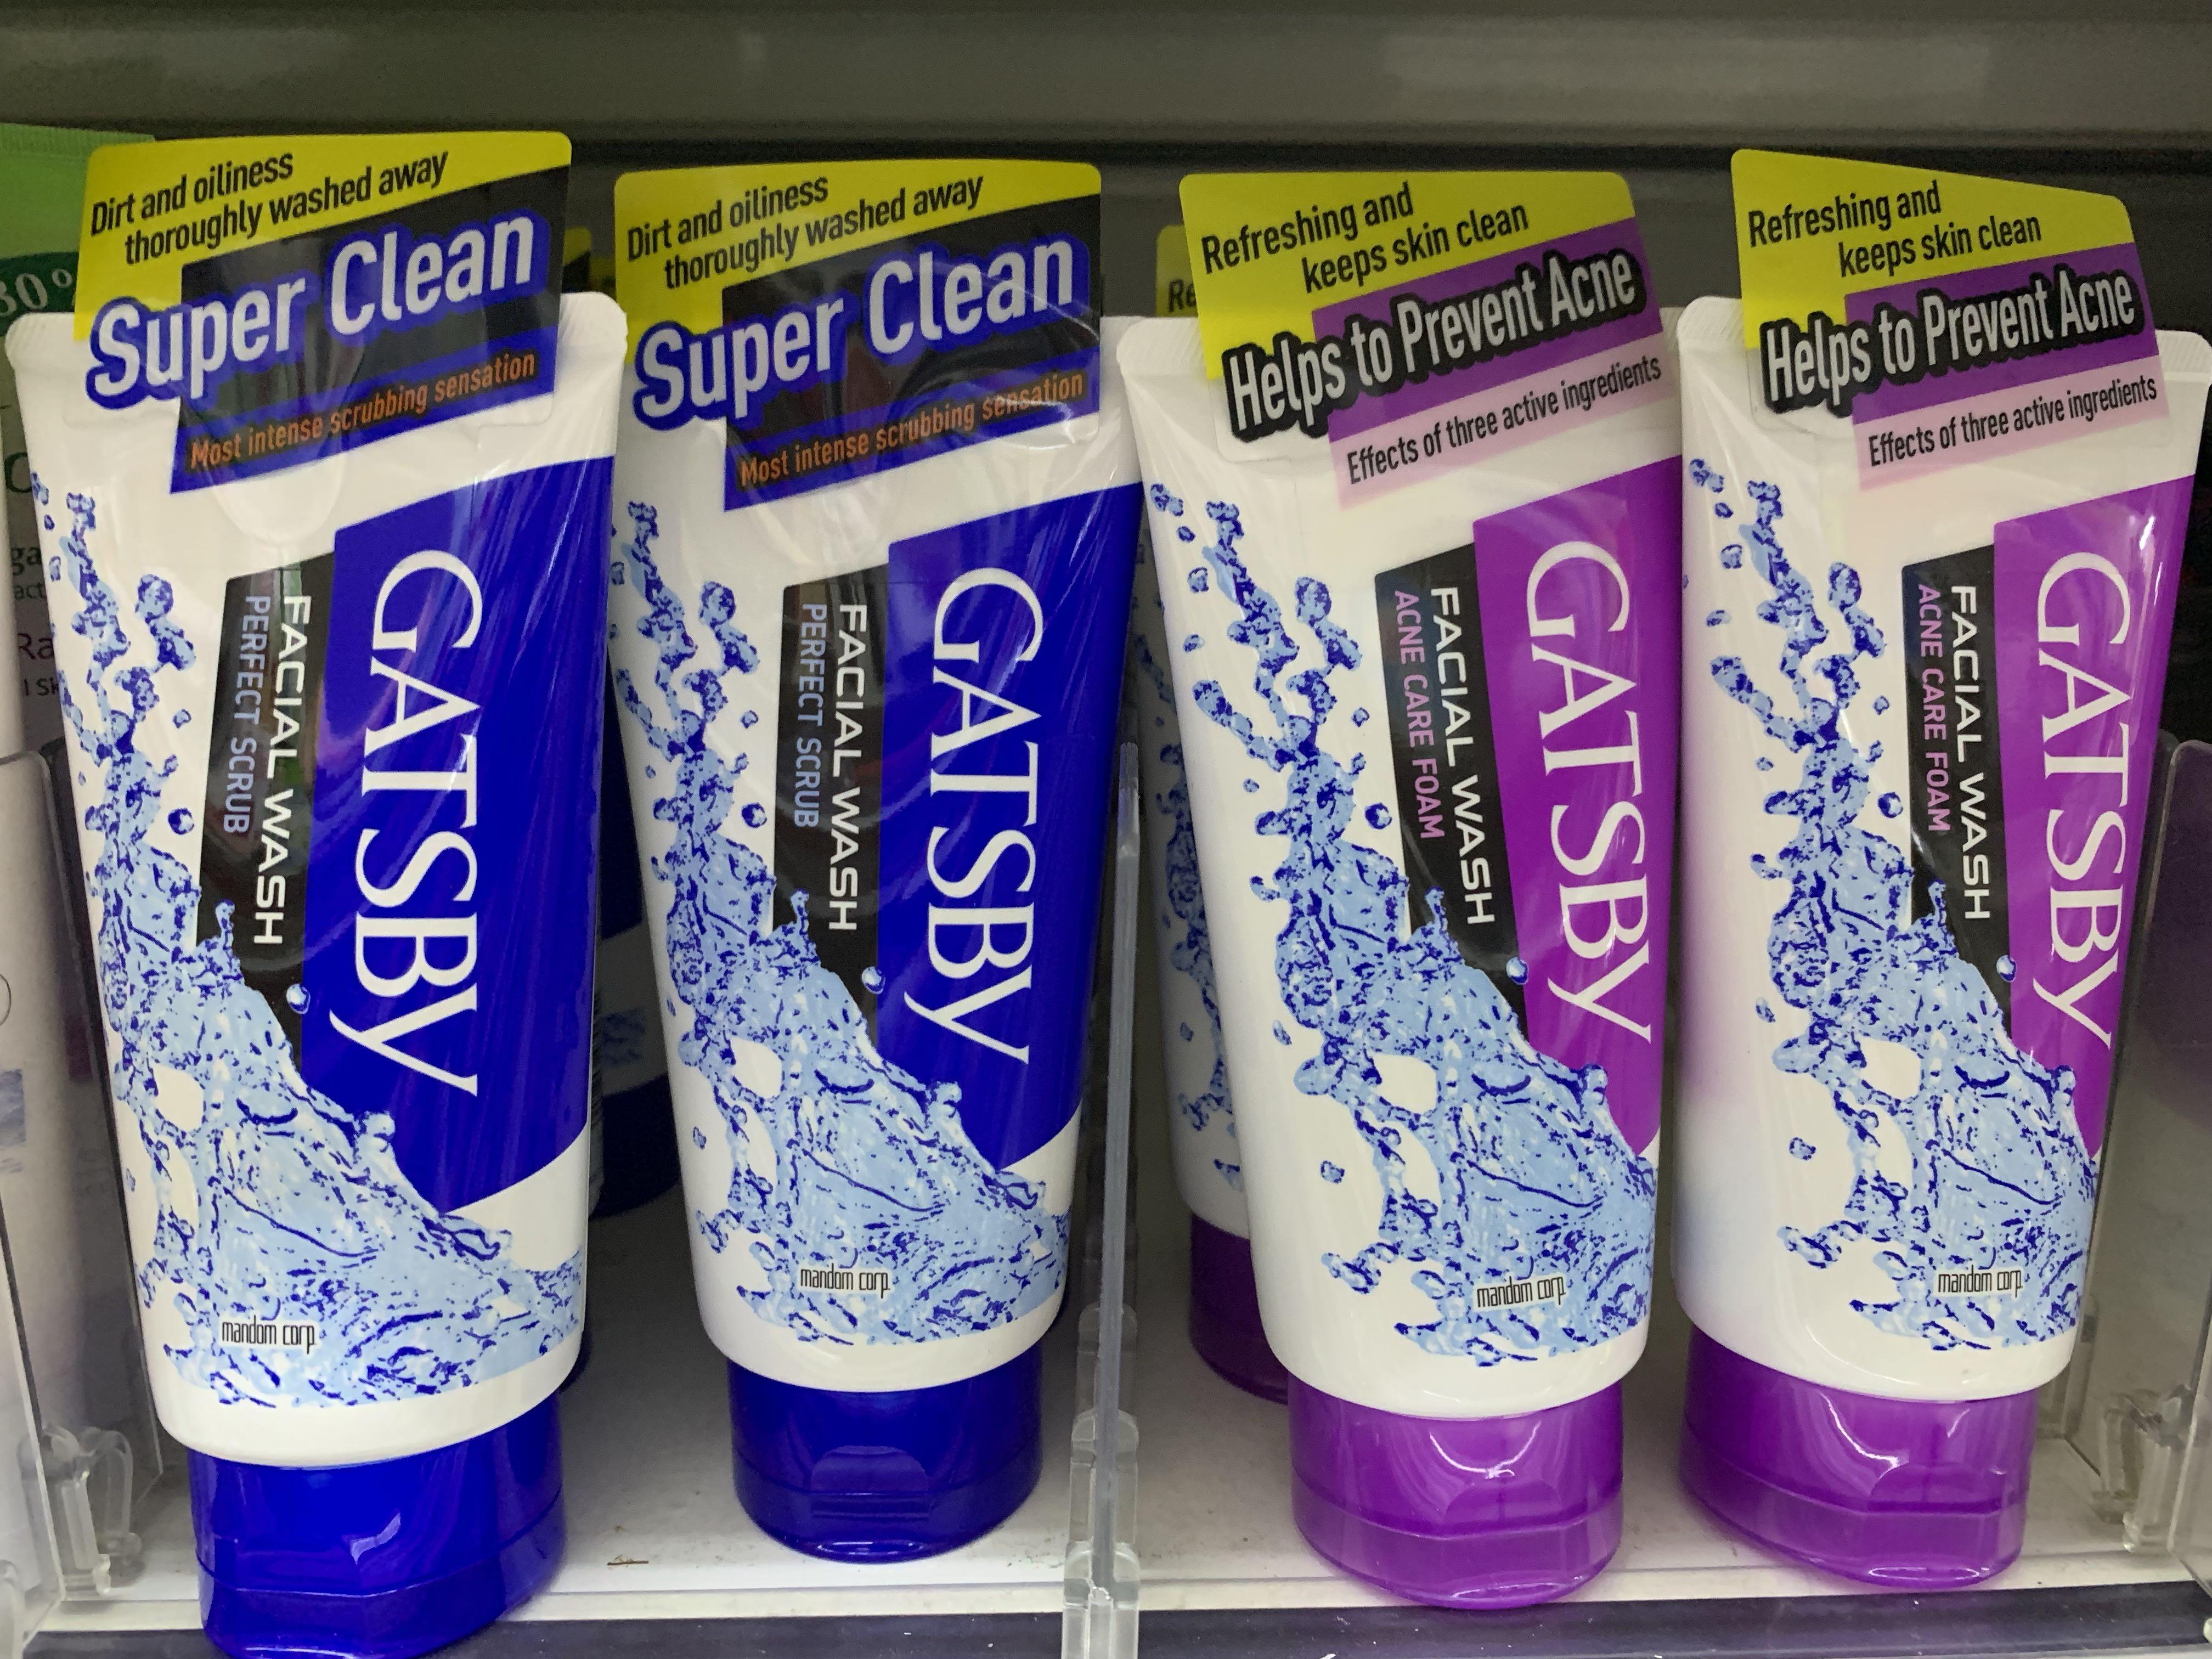 Dirt and oiliness
thoroughly washed away
Super Clean
Most intense scrubbing sensation
GATSBY
FACIAL WASH
PERFECT SCRUB
mandom corp.
Dirt and oiliness
thoroughly washed away
Super Clean
Most intense scrubbing sensation
GATSBY
FACIAL WASH
PERFECT SCRUB
mandom corp.
Refreshing and
keeps skin clean
Helps to Prevent Acne
Effects of three active ingredients
GATSBY
FACIAL WASH
ACNE CARE FOAM
mandom corp.
Refreshing and
keeps skin clean
Helps to Prevent Acne
Effects of three active ingredients
GATSBY
FACIAL WASH
ACNE CARE FOAM
mandom corp.